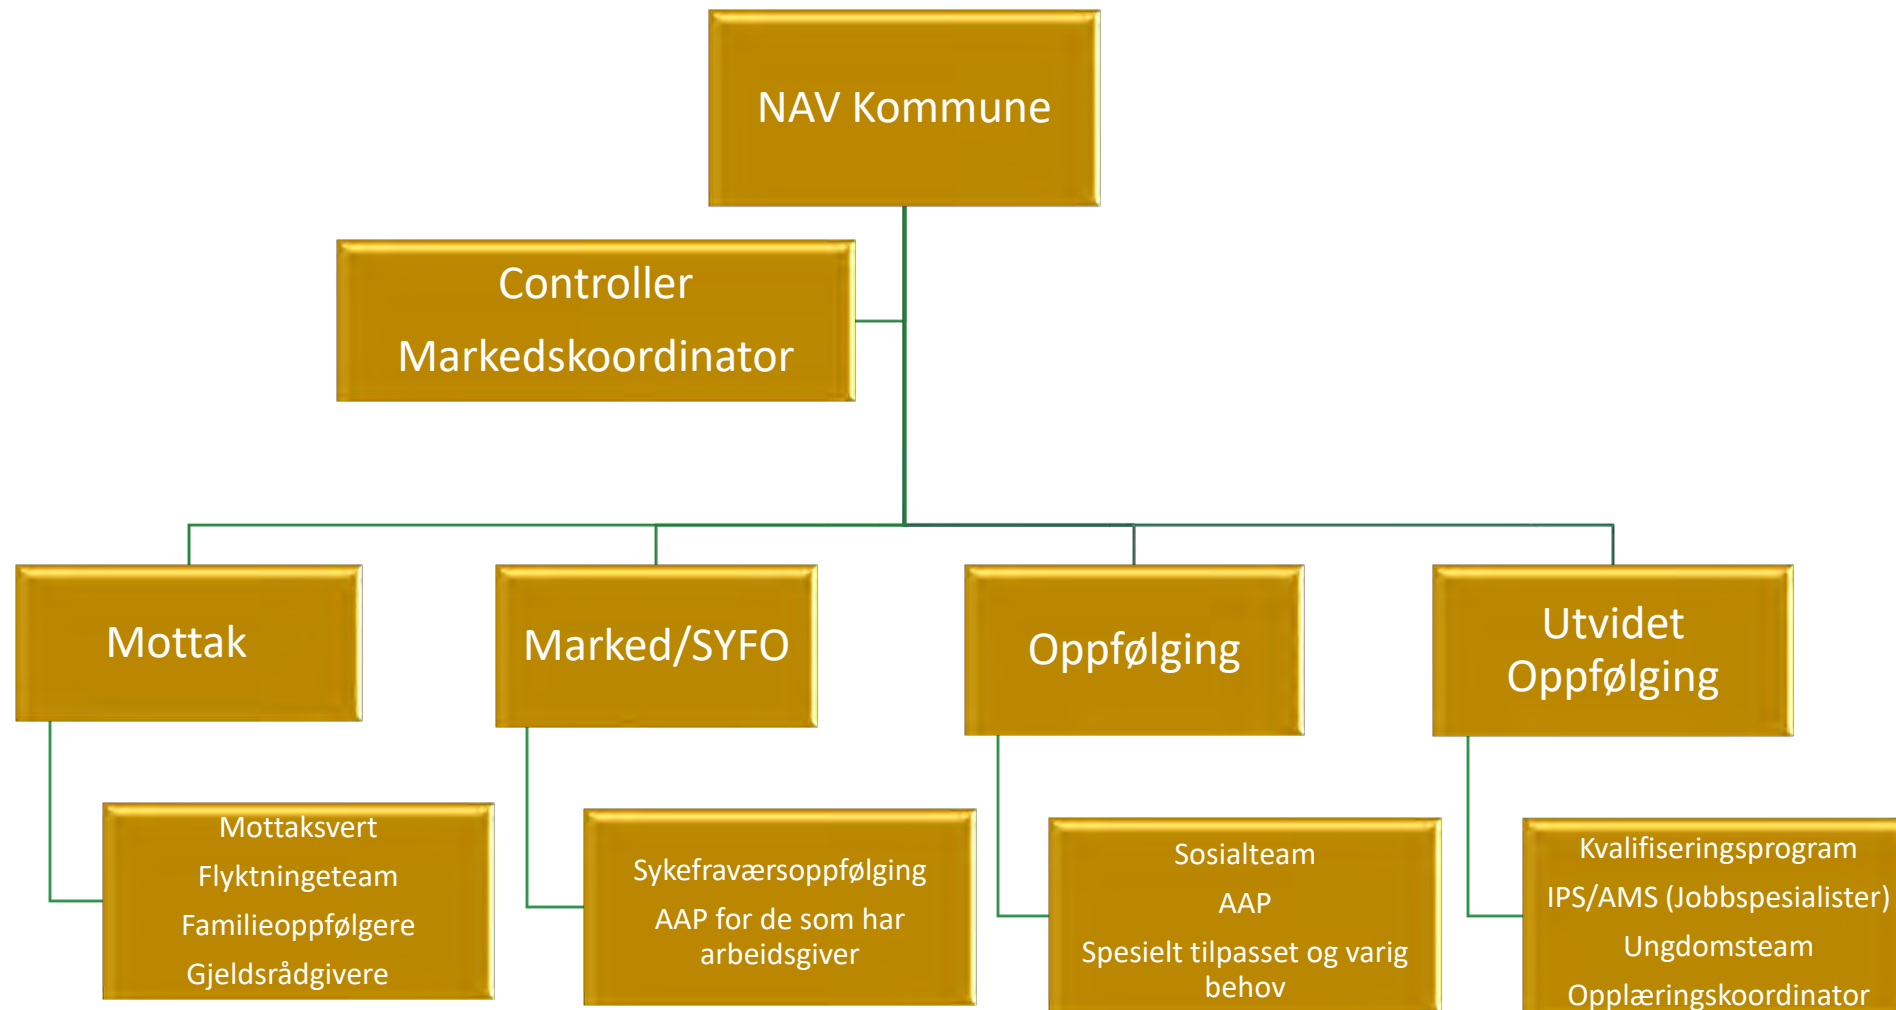 NAV Kommune
Controller
Markedskoordinator
Mottak
Marked/SYFO
Oppfølging
Utvidet
Oppfølging
Mottaksvert
Flyktningeteam
Familieoppfølgere
Gjeldsrådgivere
Sykefraværsoppfølging
AAP for de som har
arbeidsgiver
Sosialteam
AAP
Spesielt tilpasset og varig
behov
Kvalifiseringsprogram
IPS/AMS (Jobbspesialister)
Ungdomsteam
Opplæringskoordinator